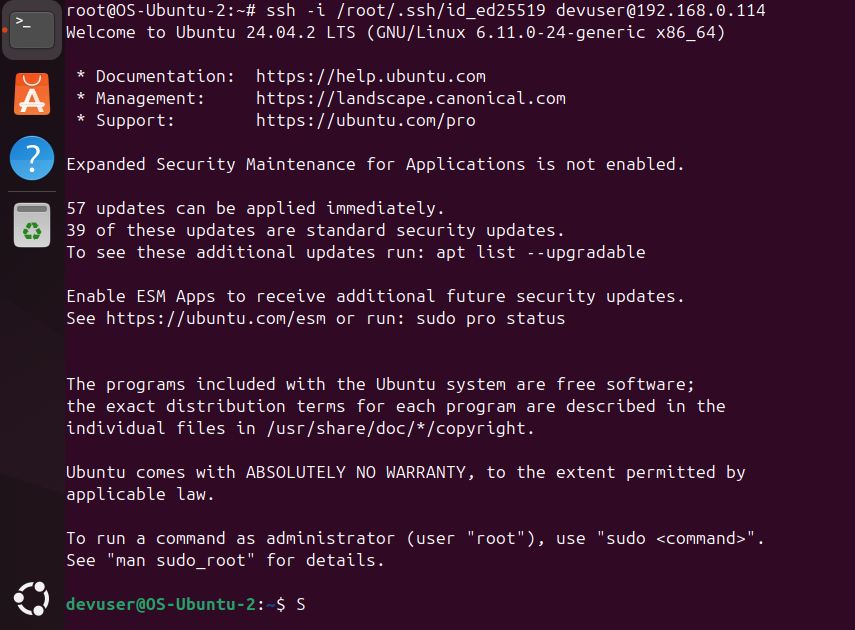 root@OS-Ubuntu-2:~# ssh -i /root/.ssh/id_ed25519 devuser@192.168.0.114
Welcome to Ubuntu 24.04.2 LTS (GNU/Linux 6.11.0-24-generic x86_64)
* Documentation:  https://help.ubuntu.com
* Management:     https://landscape.canonical.com
* Support:        https://ubuntu.com/pro
Expanded Security Maintenance for Applications is not enabled.
57 updates can be applied immediately.
39 of these updates are standard security updates.
To see these additional updates run: apt list --upgradable
Enable ESM Apps to receive additional future security updates.
See https://ubuntu.com/esm or run: sudo pro status
The programs included with the Ubuntu system are free software;
the exact distribution terms for each program are described in the
individual files in /usr/share/doc/*/copyright.
Ubuntu comes with ABSOLUTELY NO WARRANTY, to the extent permitted by
applicable law.
To run a command as administrator (user "root"), use "sudo <command>".
See "man sudo_root" for details.
devuser@OS-Ubuntu-2:~$ S